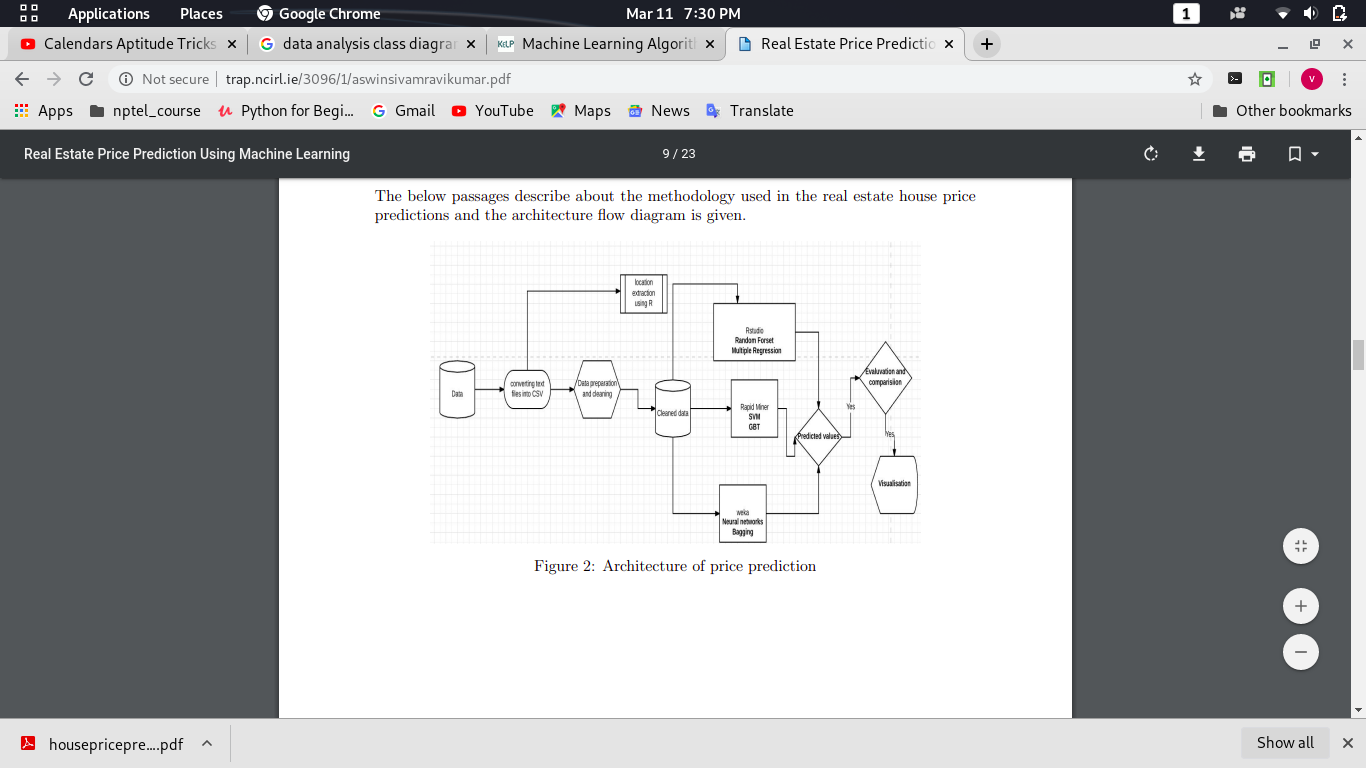 Applications Places Google Chrome Mar 11 7:30 PM 1
Calendars Aptitude Tricks data analysis class diagram Machine Learning Algorit Real Estate Price Predictio
Not secure trap.ncirl.ie/3096/1/aswinsivamravikumar.pdf V
Apps nptel_course Python for Begi... Gmail YouTube Maps News Translate Other bookmarks
Real Estate Price Prediction Using Machine Learning 9 / 23
The below passages describe about the methodology used in the real estate house price
predictions and the architecture flow diagram is given.
location
extraction
using R
Rstudio
Random Forset
Multiple Regression
Data
converting text
files into CSV
Data preparation
and cleaning
Cleaned data
Rapid Miner
SVM
GBT
Predicted values
Yes
Evaluvation and
comparisiion
Yes
Visualisation
weka
Neural networks
Bagging
Figure 2: Architecture of price prediction
housepricepre....pdf Show all